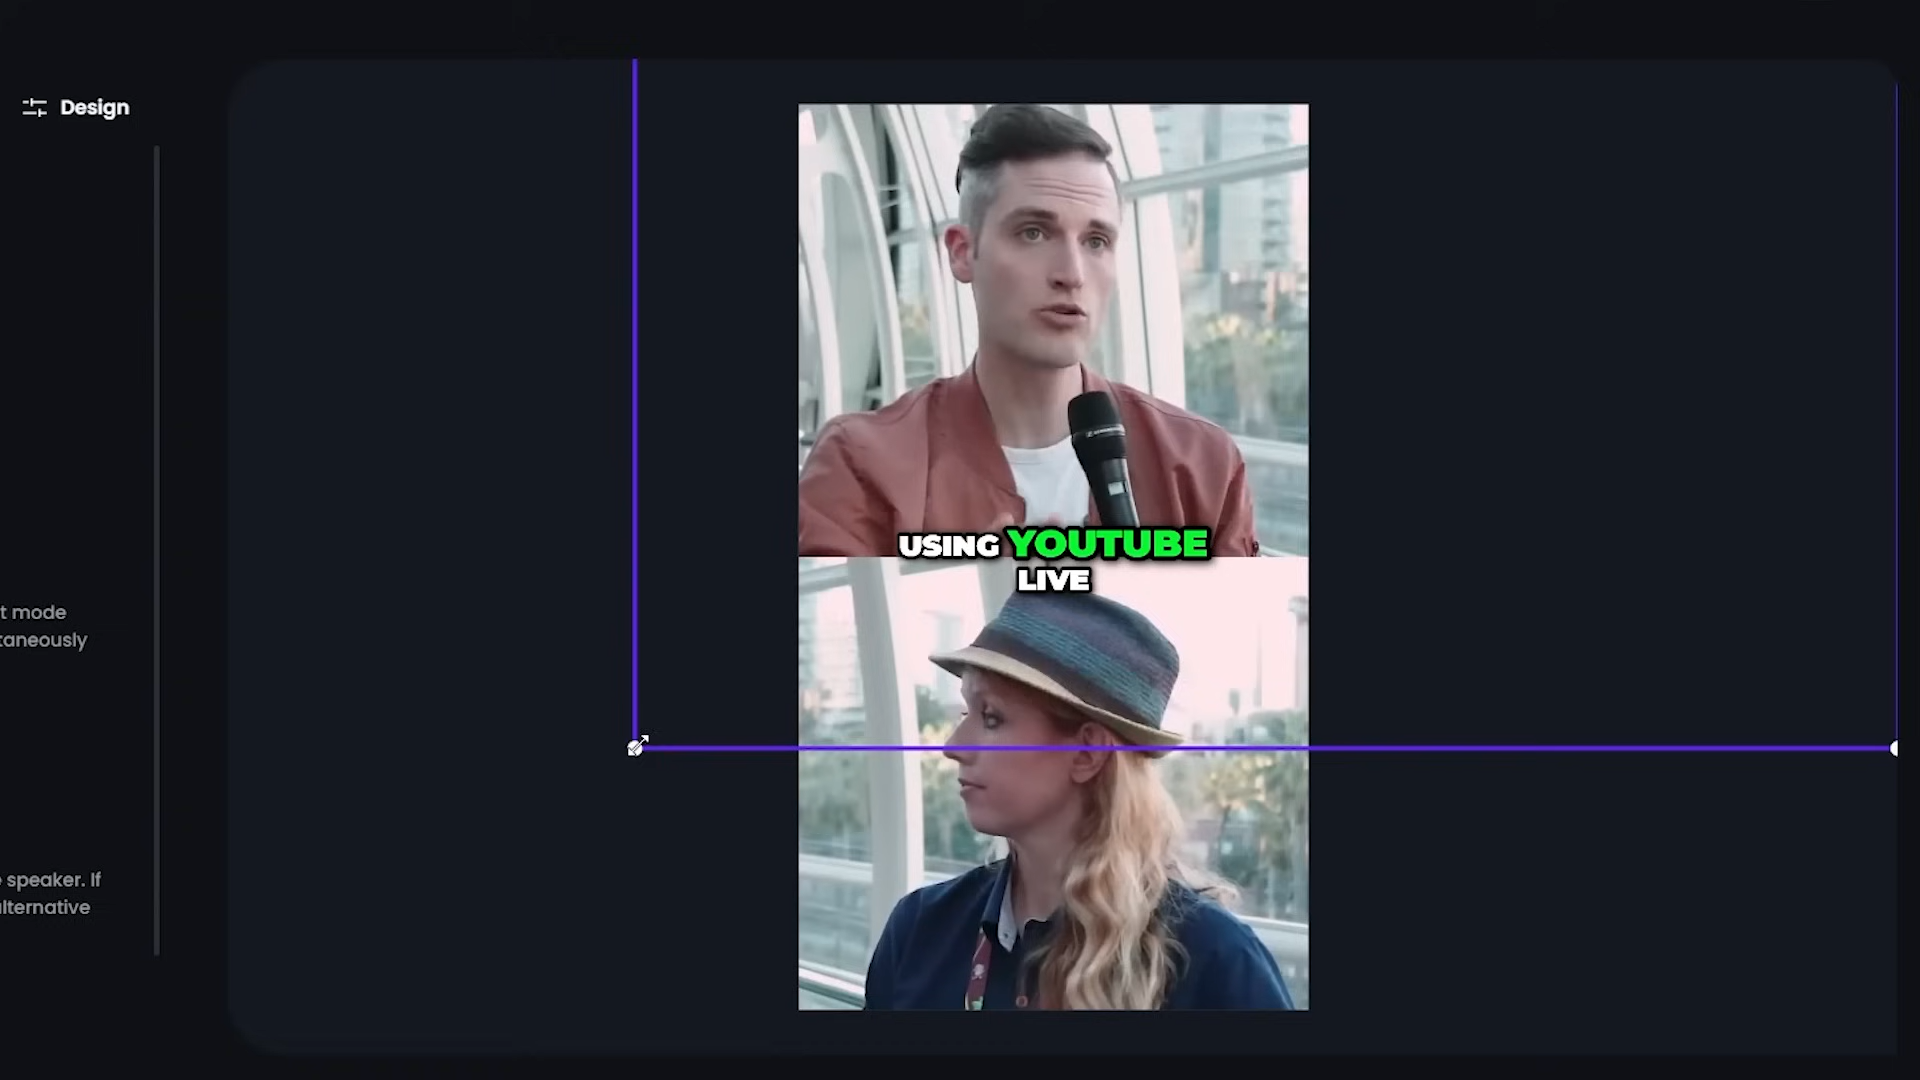 Design
t mode
taneously
speaker. If
lternative
USING YOUTUBE
LIVE